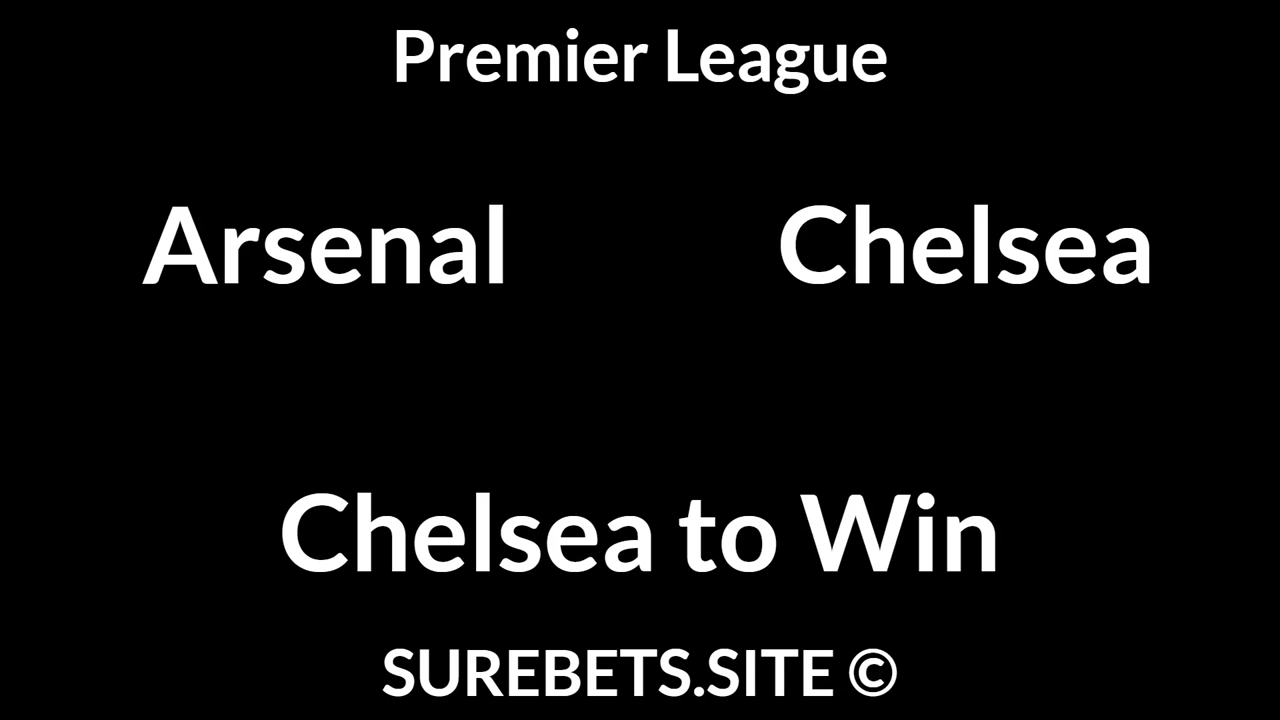 Premier League
Arsenal Chelsea
Chelsea to Win
SUREBETS.SITE ©